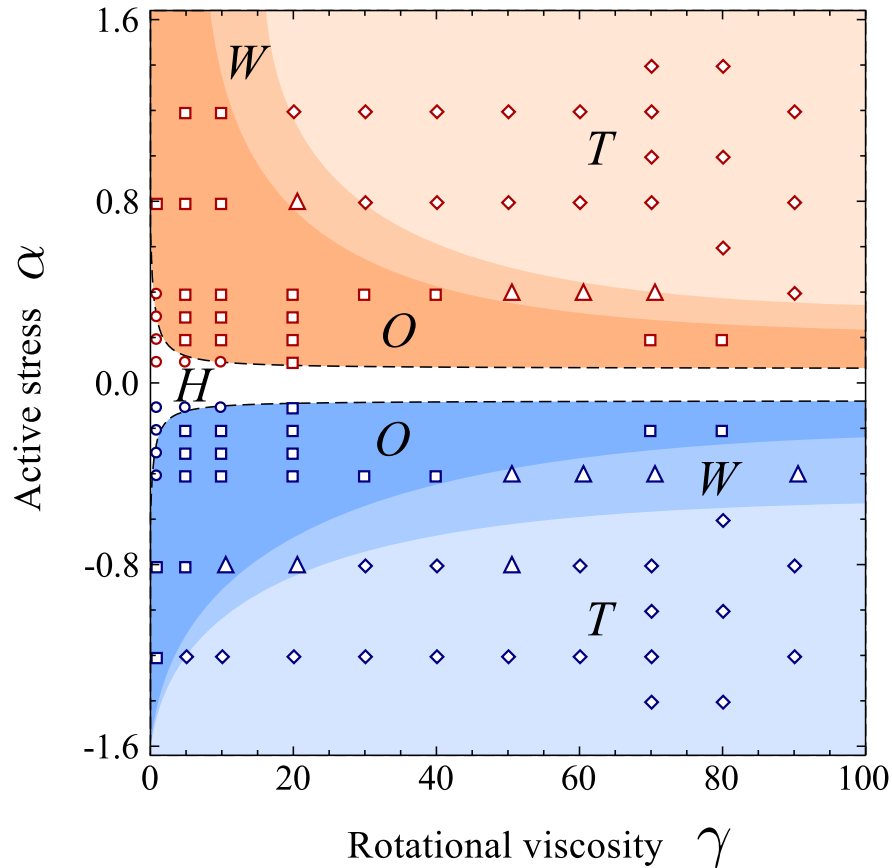 1.6
W
T
0.8
O
Active stress α
0.0
H
O
W
-0.8
T
-1.6
0 20 40 60 80 100
Rotational viscosity γ